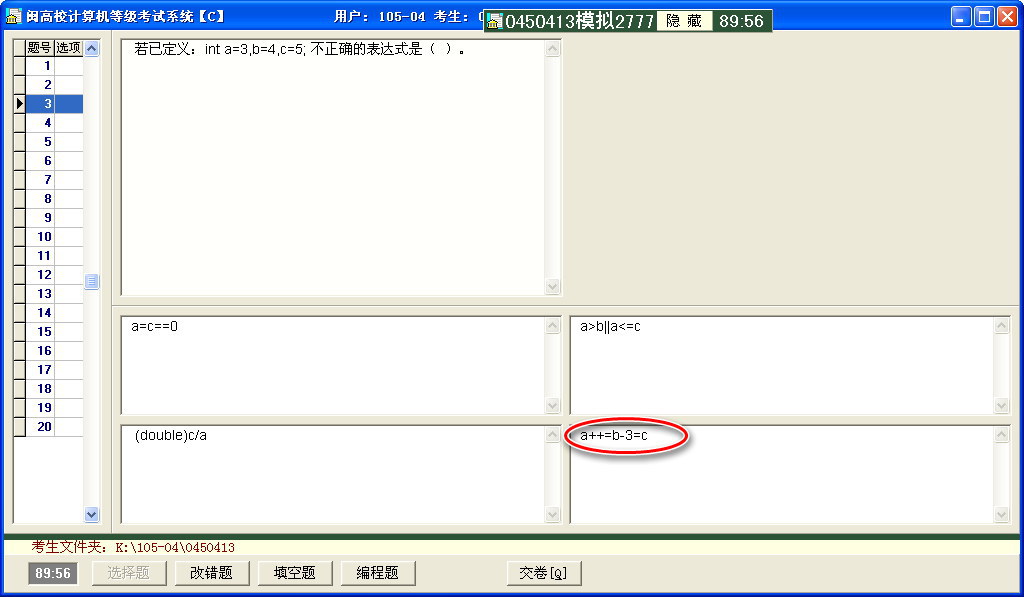 闽高校计算机等级考试系统【C】 用户: 105-04 考生:
0450413模拟2777 隐 藏 89:56
题号 选项
1
2
3
4
5
6
7
8
9
10
11
12
13
14
15
16
17
18
19
20
若已定义：int a=3,b=4,c=5; 不正确的表达式是（ ）。
a=c==0
a>b||a<=c
(double)c/a
a++=b-3=c
考生文件夹：K:\105-04\0450413
89:56 选择题 改错题 填空题 编程题 交卷[Q]